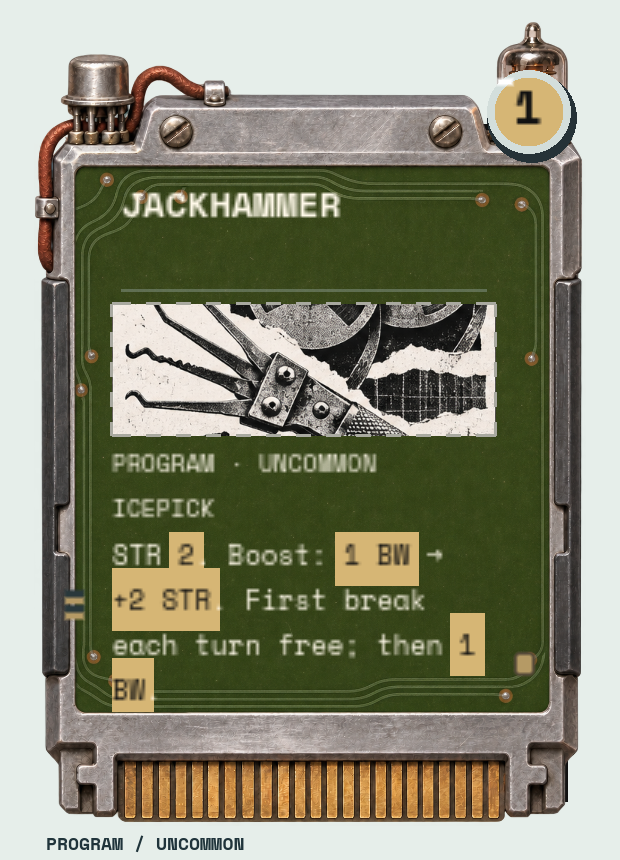 1
JACKHAMMER
PROGRAM · UNCOMMON
ICEPICK
STR 2. Boost: 1 BW →
+2 STR. First break
each turn free; then 1
BW.
PROGRAM / UNCOMMON